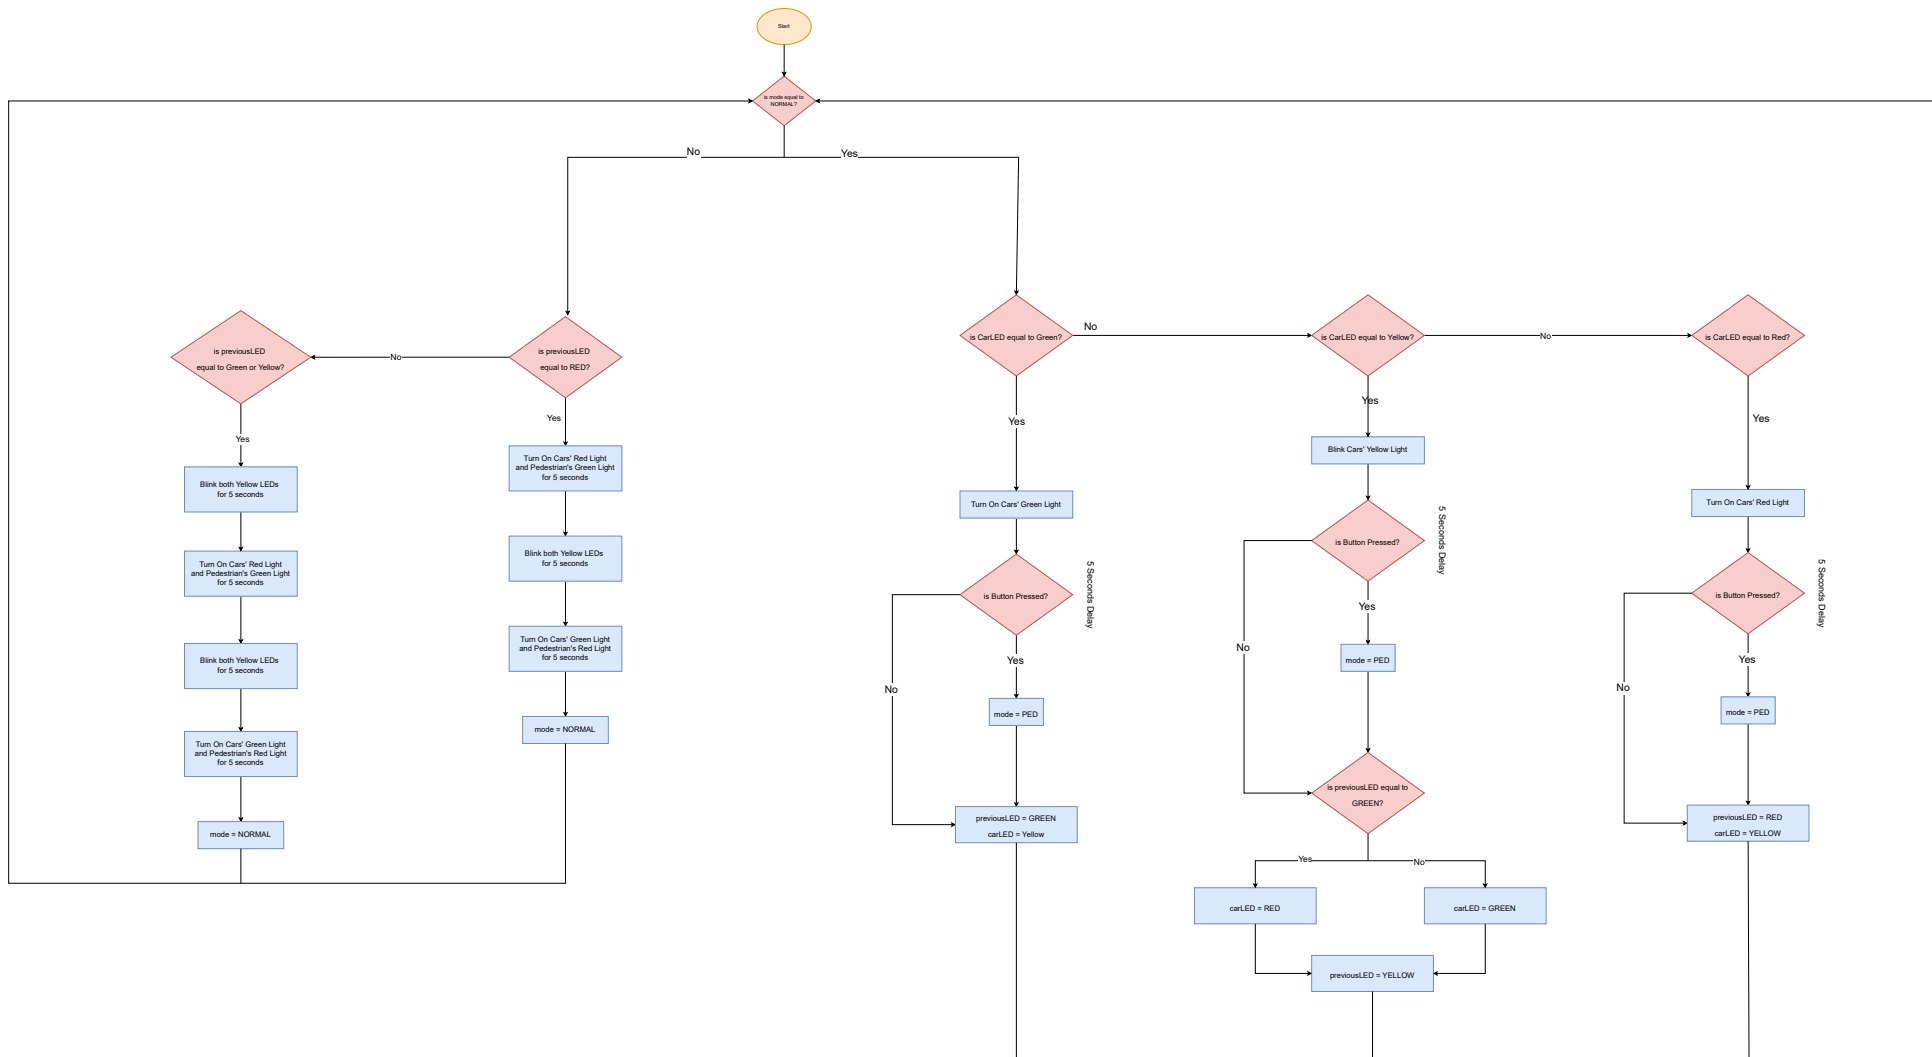 Start
is mode equal to
NORMAL?
No
Yes
is previousLED
equal to Green or Yellow?
No
is previousLED
equal to RED?
is CarLED equal to Green?
No
is CarLED equal to Yellow?
No
is CarLED equal to Red?
Yes
Yes
Yes
Yes
Yes
Blink both Yellow LEDs
for 5 seconds
Turn On Cars' Red Light
and Pedestrian's Green Light
for 5 seconds
Blink both Yellow LEDs
for 5 seconds
Turn On Cars' Green Light
and Pedestrian's Red Light
for 5 seconds
mode = NORMAL
Turn On Cars' Red Light
and Pedestrian's Green Light
for 5 seconds
Blink both Yellow LEDs
for 5 seconds
Turn On Cars' Green Light
and Pedestrian's Red Light
for 5 seconds
mode = NORMAL
Turn On Cars' Green Light
is Button Pressed?
5 Seconds Delay
Yes
No
mode = PED
previousLED = GREEN
carLED = Yellow
Blink Cars' Yellow Light
is Button Pressed?
5 Seconds Delay
Yes
No
mode = PED
is previousLED equal to
GREEN?
Yes
No
carLED = RED
carLED = GREEN
previousLED = YELLOW
Turn On Cars' Red Light
is Button Pressed?
5 Seconds Delay
Yes
No
mode = PED
previousLED = RED
carLED = YELLOW